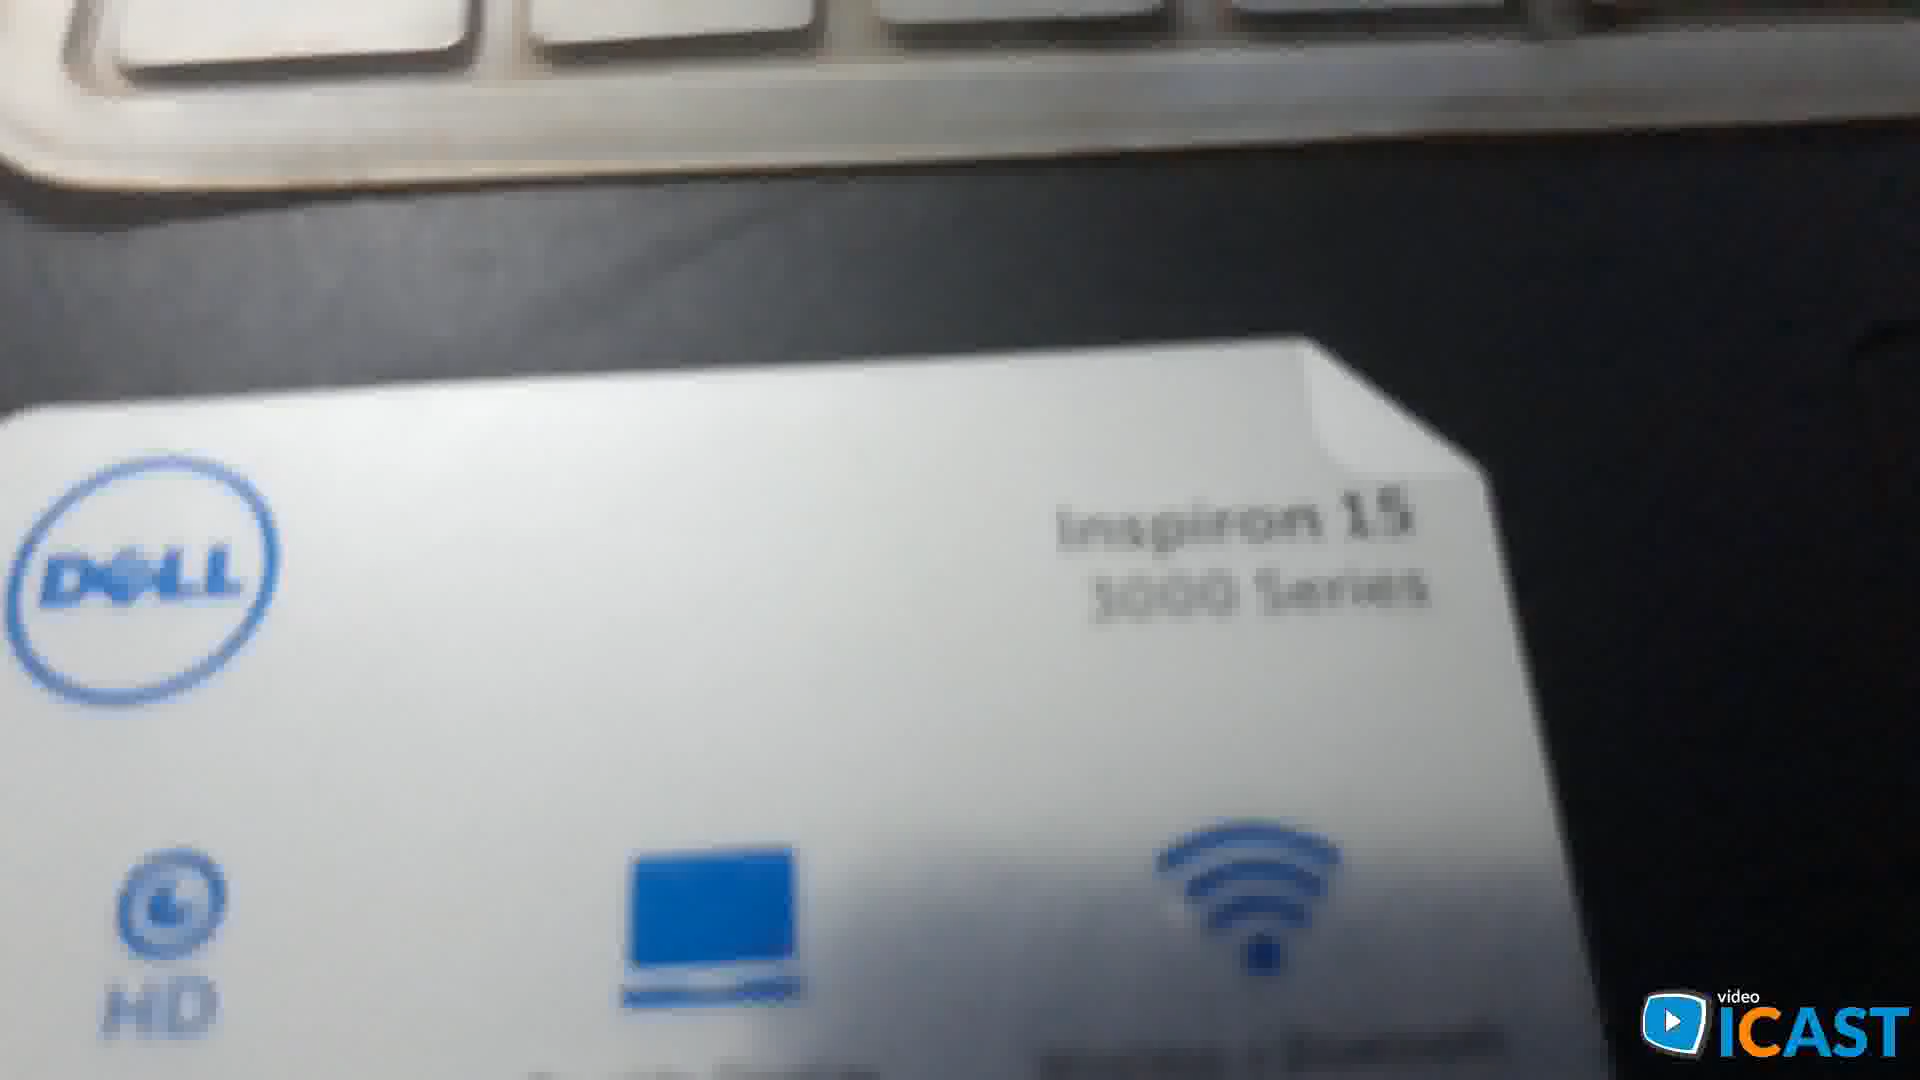 DELL
Inspiron 15
3000 Series
HD
video
ICAST